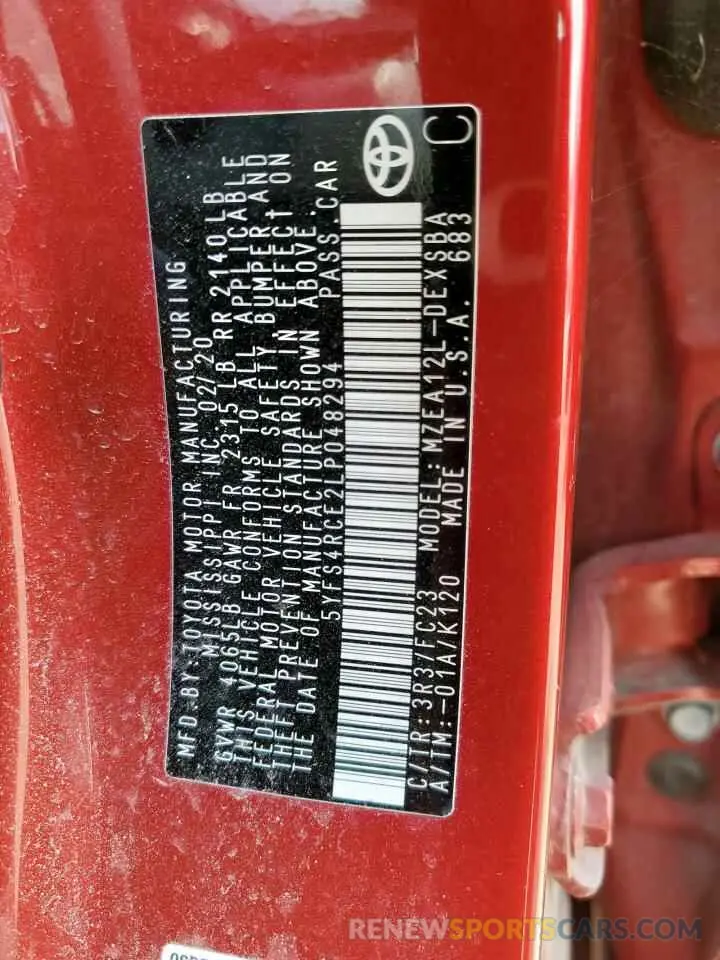 MFD BY:TOYOTA MOTOR MANUFACTURING
MISSISSIPPI INC 02/20
GVWR 4065LB GAWR FR 2315 LB RR 2140LB
THIS VEHICLE CONFORMS TO ALL APPLICABLE
FEDERAL MOTOR VEHICLE SAFETY BUMPER AND
THEFTPREVENTION STANDARDS IN EFFECT ON
THE DATE OF MANUFACTURE SHOWN ABOVE.
5YFS4RCE2LP048294 PASS.CAR
C/TR:3R3/FC23 MODEL:MZEA12L-DEXSBA
A/TM:-01A/K120 MADE IN U.S.A. 683
C
RENEWSPORTSCARS.COM